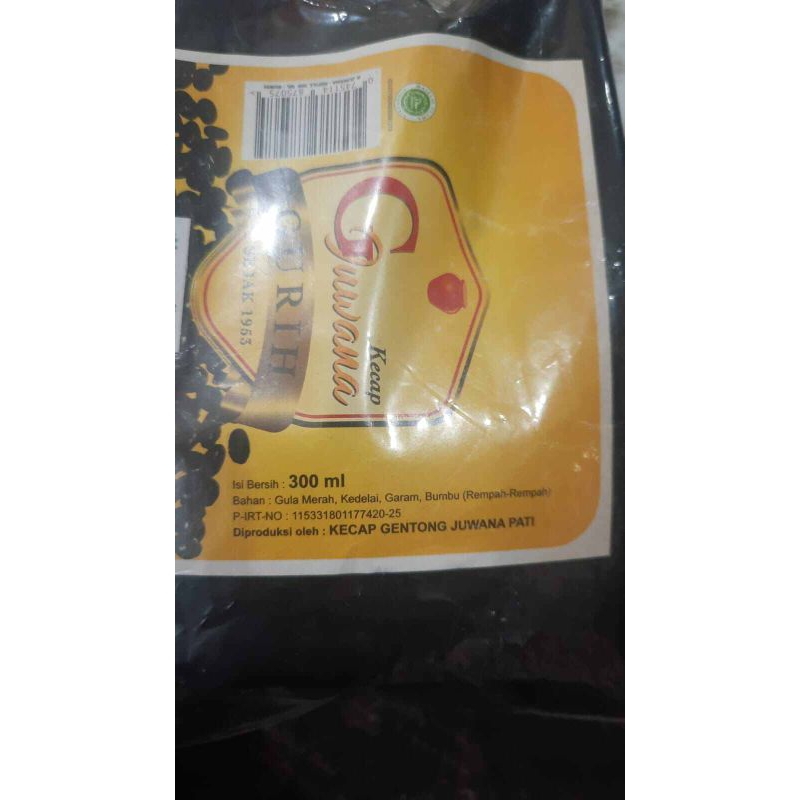 Kecap
G Juwana
GURIH
SEJAK 1963
Isi Bersih : 300 ml
Bahan : Gula Merah, Kedelai, Garam, Bumbu (Rempah-Rempah)
P-IRT-NO : 115331801177420-25
Diproduksi oleh : KECAP GENTONG JUWANA PATI